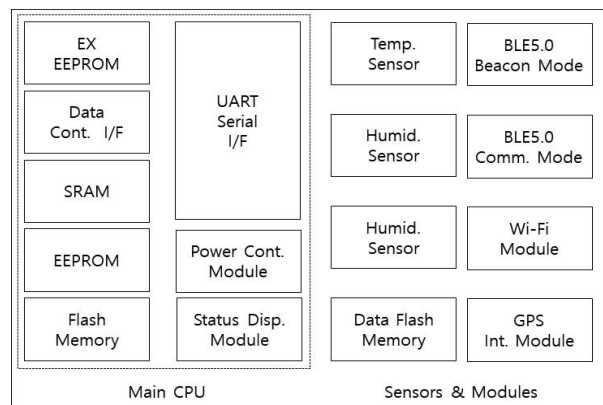 EX
EEPROM
Data
Cont. I/F
SRAM
EEPROM
Flash
Memory
UART
Serial
I/F
Power Cont.
Module
Status Disp.
Module
Main CPU
Temp.
Sensor
Humid.
Sensor
Humid.
Sensor
Data Flash
Memory
BLE5.0
Beacon Mode
BLE5.0
Comm. Mode
Wi-Fi
Module
GPS
Int. Module
Sensors & Modules